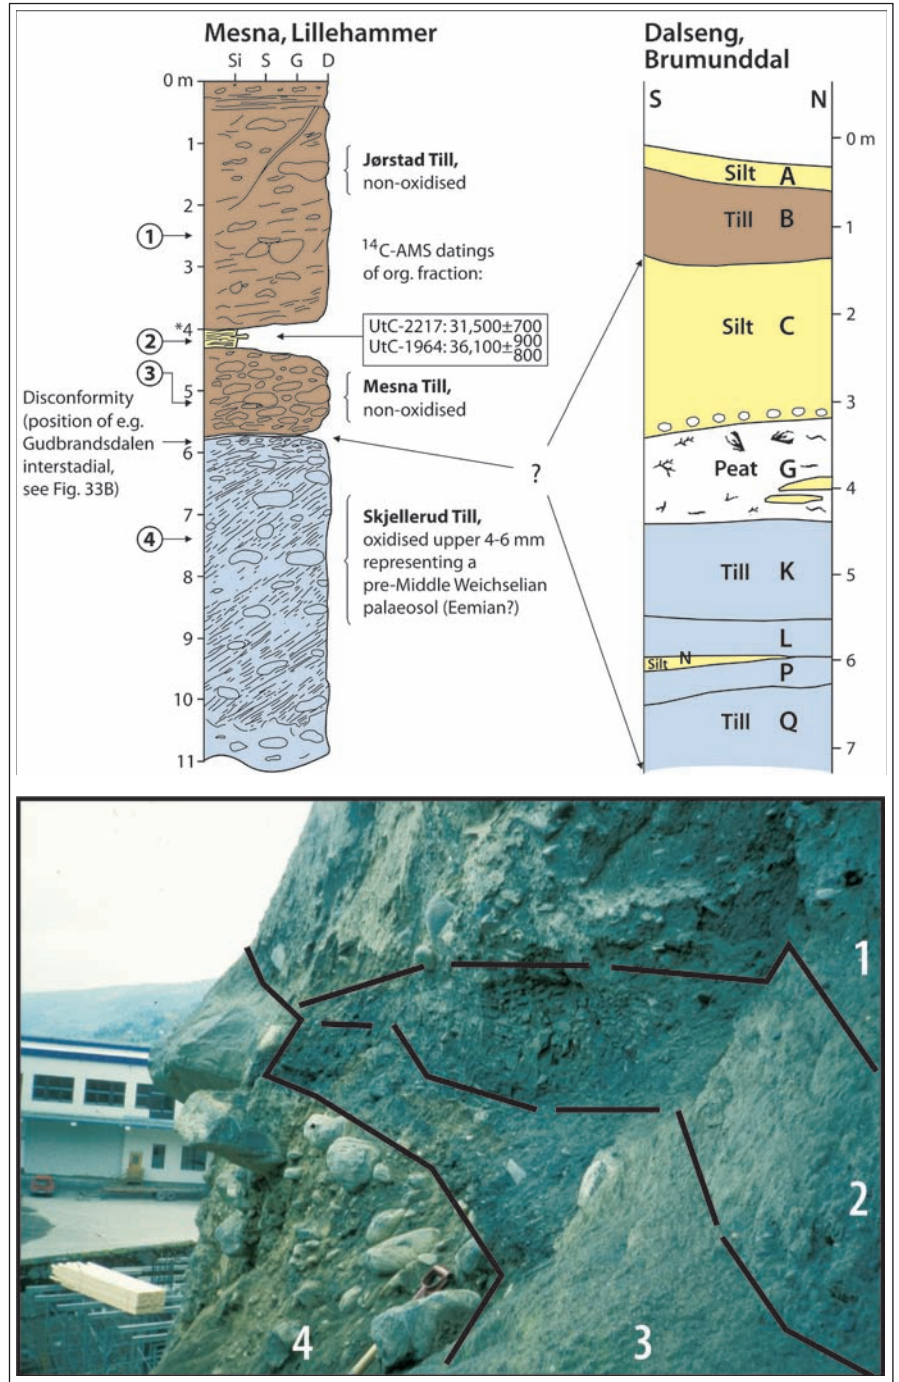 Mesna, Lillehammer
Si S G D
0 m
1
2
3
*4
5
6
7
8
9
10
11
1
2
3
4
Disconformity
(position of e.g.
Gudbrandsdalen
interstadial,
see Fig. 33B)
Jørstad Till,
non-oxidised
14C-AMS datings
of org. fraction:
UtC-2217: 31,500±700
UtC-1964: 36,100±900
800
Mesna Till,
non-oxidised
?
Skjellerud Till,
oxidised upper 4-6 mm
representing a
pre-Middle Weichselian
palaeosol (Eemian?)
Dalseng,
Brumunddal
S N
0 m
1
2
3
4
5
6
7
Silt A
Till B
Silt C
Peat G
Till K
L
Silt N
P
Till Q
1
2
3
4